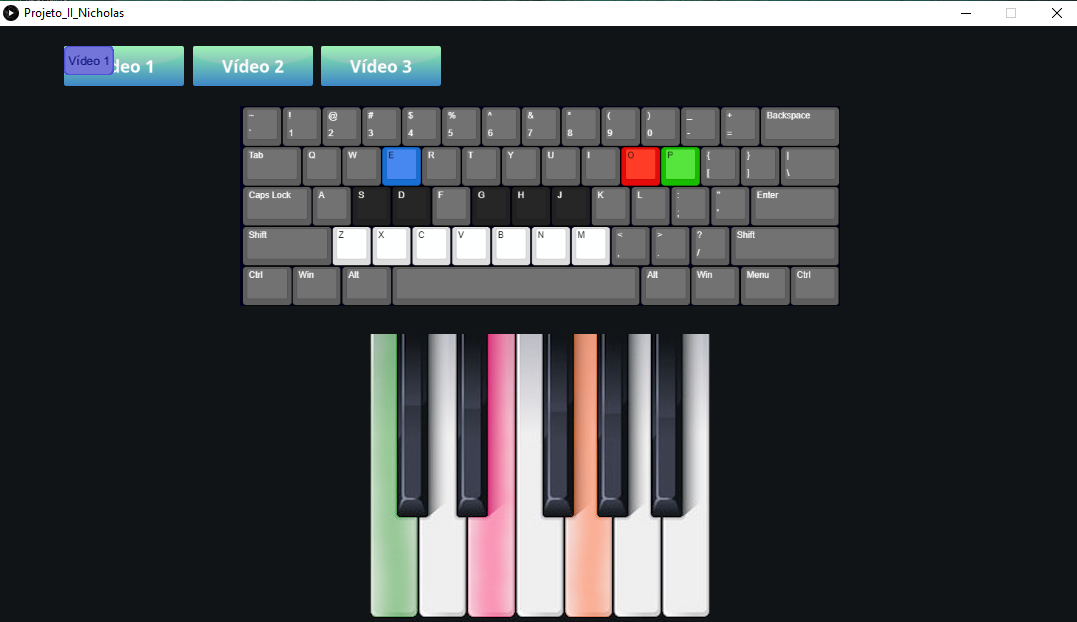 Projeto_II_Nicholas
Vídeo 1 deo 1 Vídeo 2 Vídeo 3
~ ! @ # $ % ^ & * ( ) _ + Backspace
` 1 2 3 4 5 6 7 8 9 0 - =
Tab Q W E R T Y U I O P { } |
[ ] \
Caps Lock A S D F G H J K L : " Enter
; '
Shift Z X C V B N M < > ? Shift
, . /
Ctrl Win Alt Alt Win Menu Ctrl